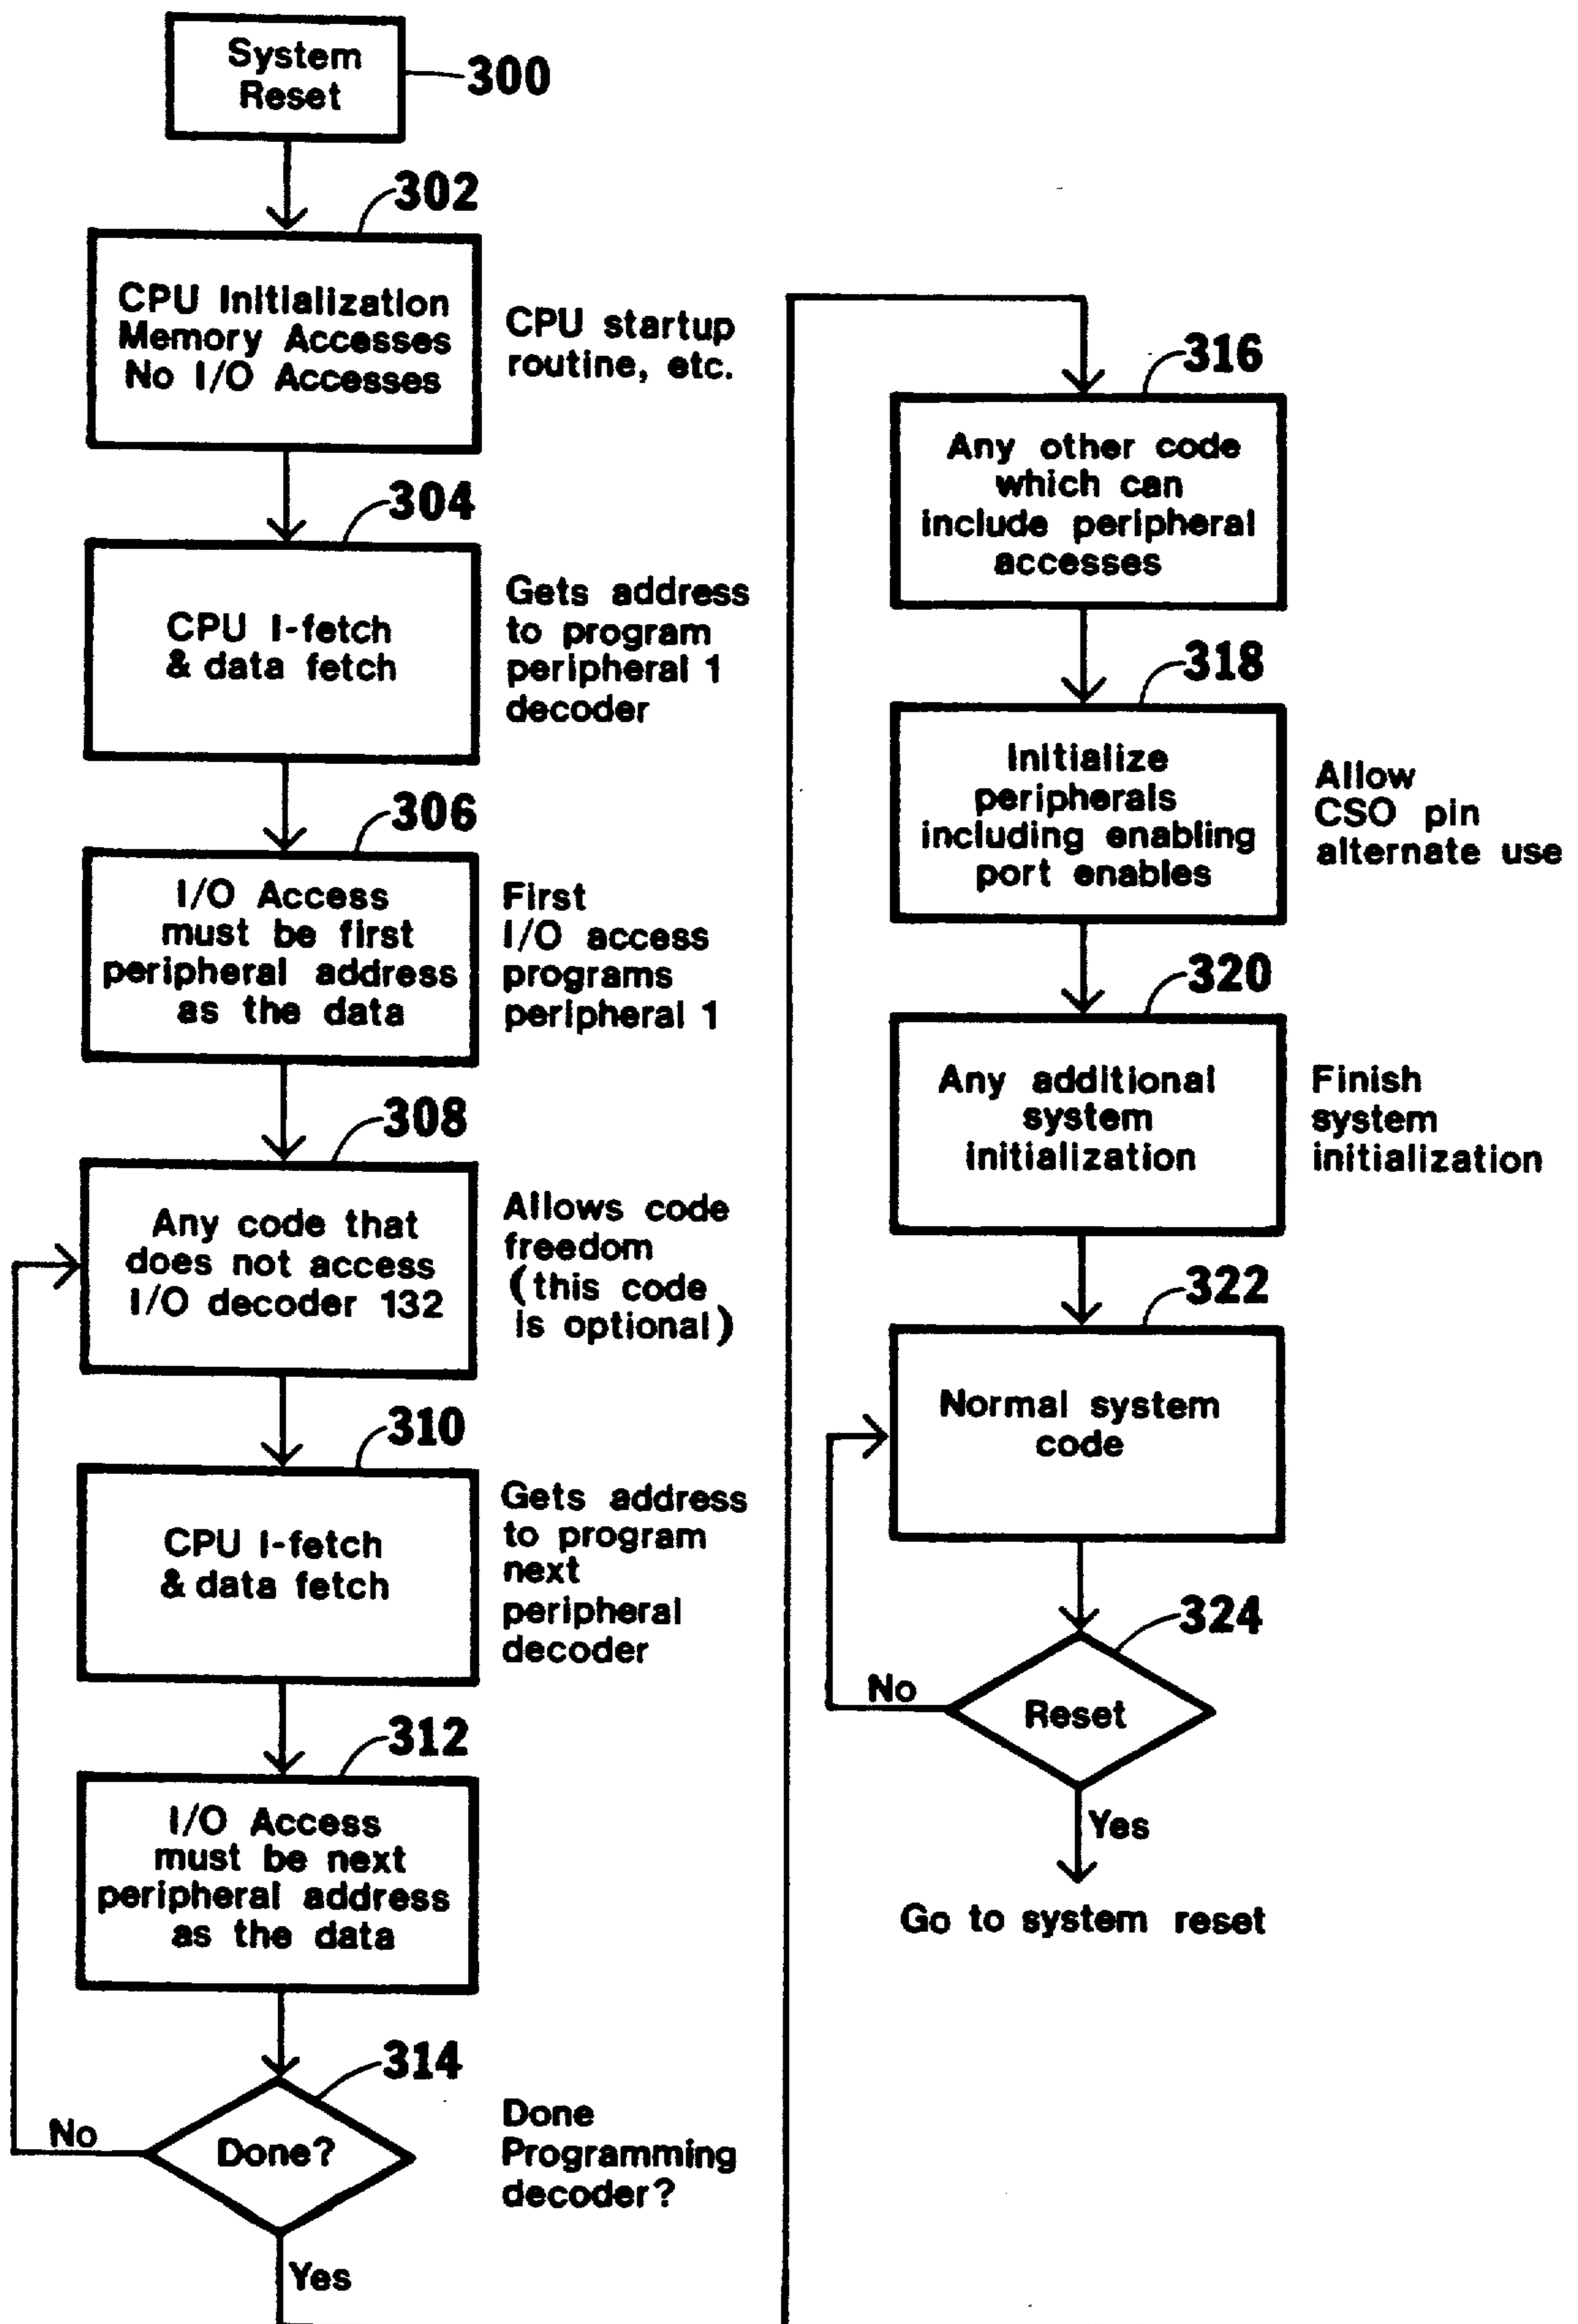 System
Reset
300
302
CPU Initialization
Memory Accesses
No I/O Accesses
CPU startup
routine, etc.
304
CPU I-fetch
& data fetch
Gets address
to program
peripheral 1
decoder
306
I/O Access
must be first
peripheral address
as the data
First
I/O access
programs
peripheral 1
308
Any code that
does not access
I/O decoder 132
Allows code
freedom
(this code
is optional)
310
CPU I-fetch
& data fetch
Gets address
to program
next
peripheral
decoder
312
I/O Access
must be next
peripheral address
as the data
314
Done?
No
Done
Programming
decoder?
Yes
316
Any other code
which can
include peripheral
accesses
318
Initialize
peripherals
including enabling
port enables
Allow
CSO pin
alternate use
320
Any additional
system
initialization
Finish
system
initialization
322
Normal system
code
324
No
Reset
Yes
Go to system reset